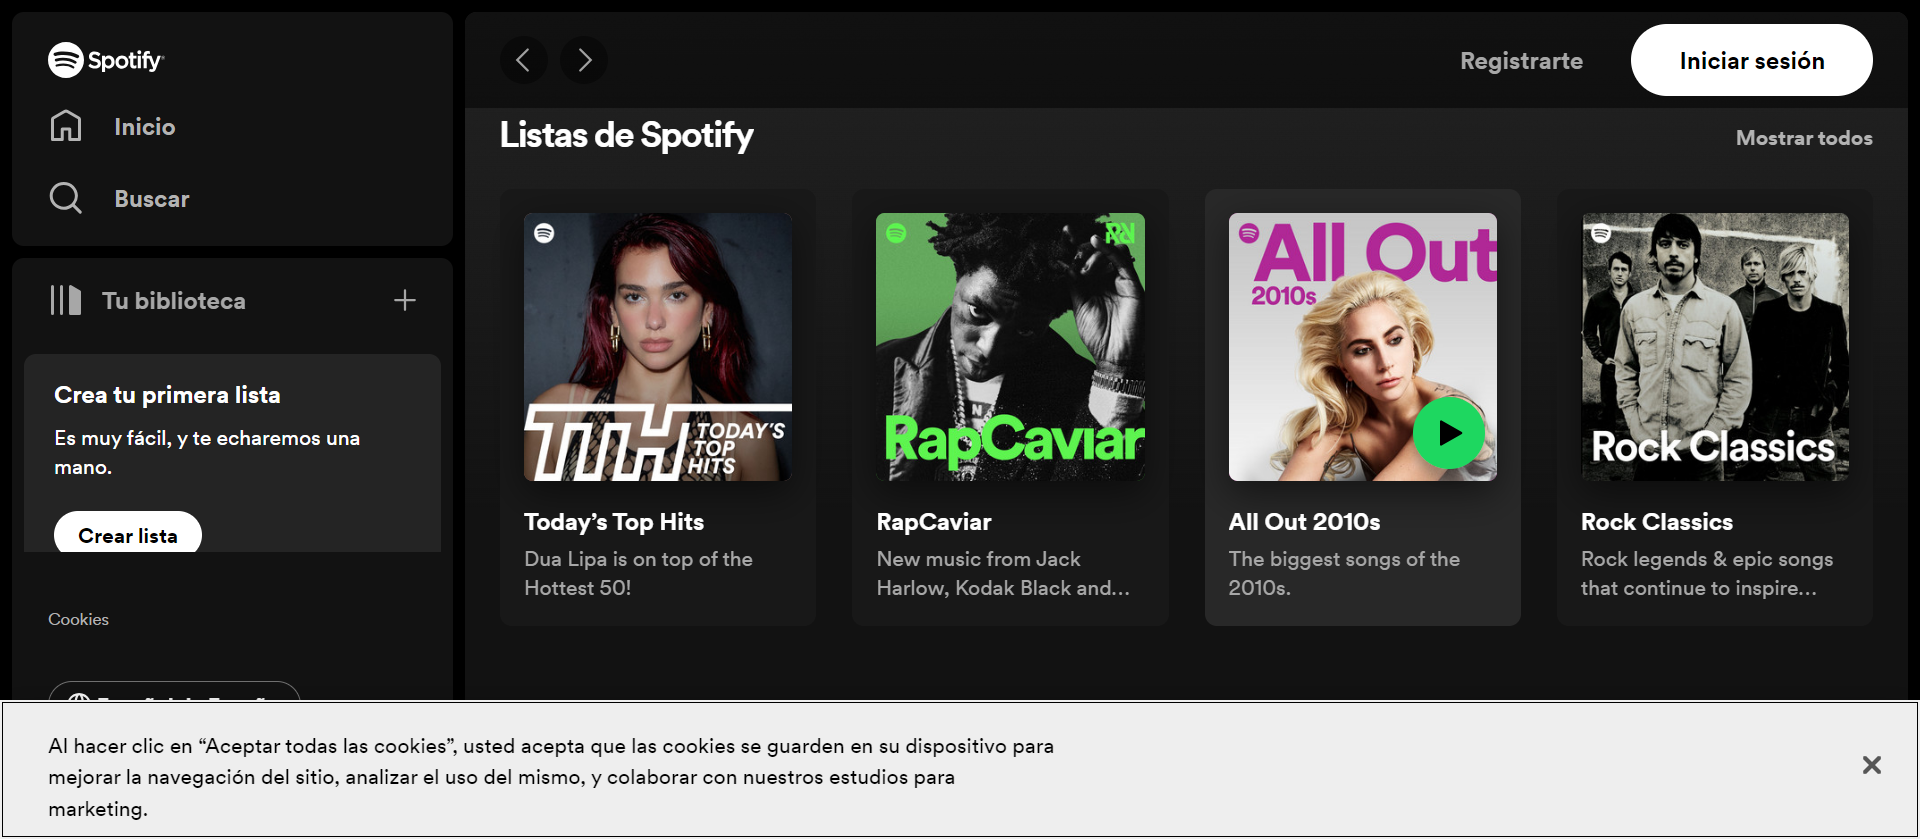 Spotify
Inicio
Buscar
Tu biblioteca
Crea tu primera lista
Es muy fácil, y te echaremos una
mano.
Crear lista
Cookies
Registrarte
Iniciar sesión
Listas de Spotify
Mostrar todos
TTH TODAY'S
TOP
HITS
Today’s Top Hits
Dua Lipa is on top of the
Hottest 50!
RapCaviar
RapCaviar
New music from Jack
Harlow, Kodak Black and...
All Out
2010s
All Out 2010s
The biggest songs of the
2010s.
Rock Classics
Rock Classics
Rock legends & epic songs
that continue to inspire...
Al hacer clic en “Aceptar todas las cookies”, usted acepta que las cookies se guarden en su dispositivo para
mejorar la navegación del sitio, analizar el uso del mismo, y colaborar con nuestros estudios para
marketing.